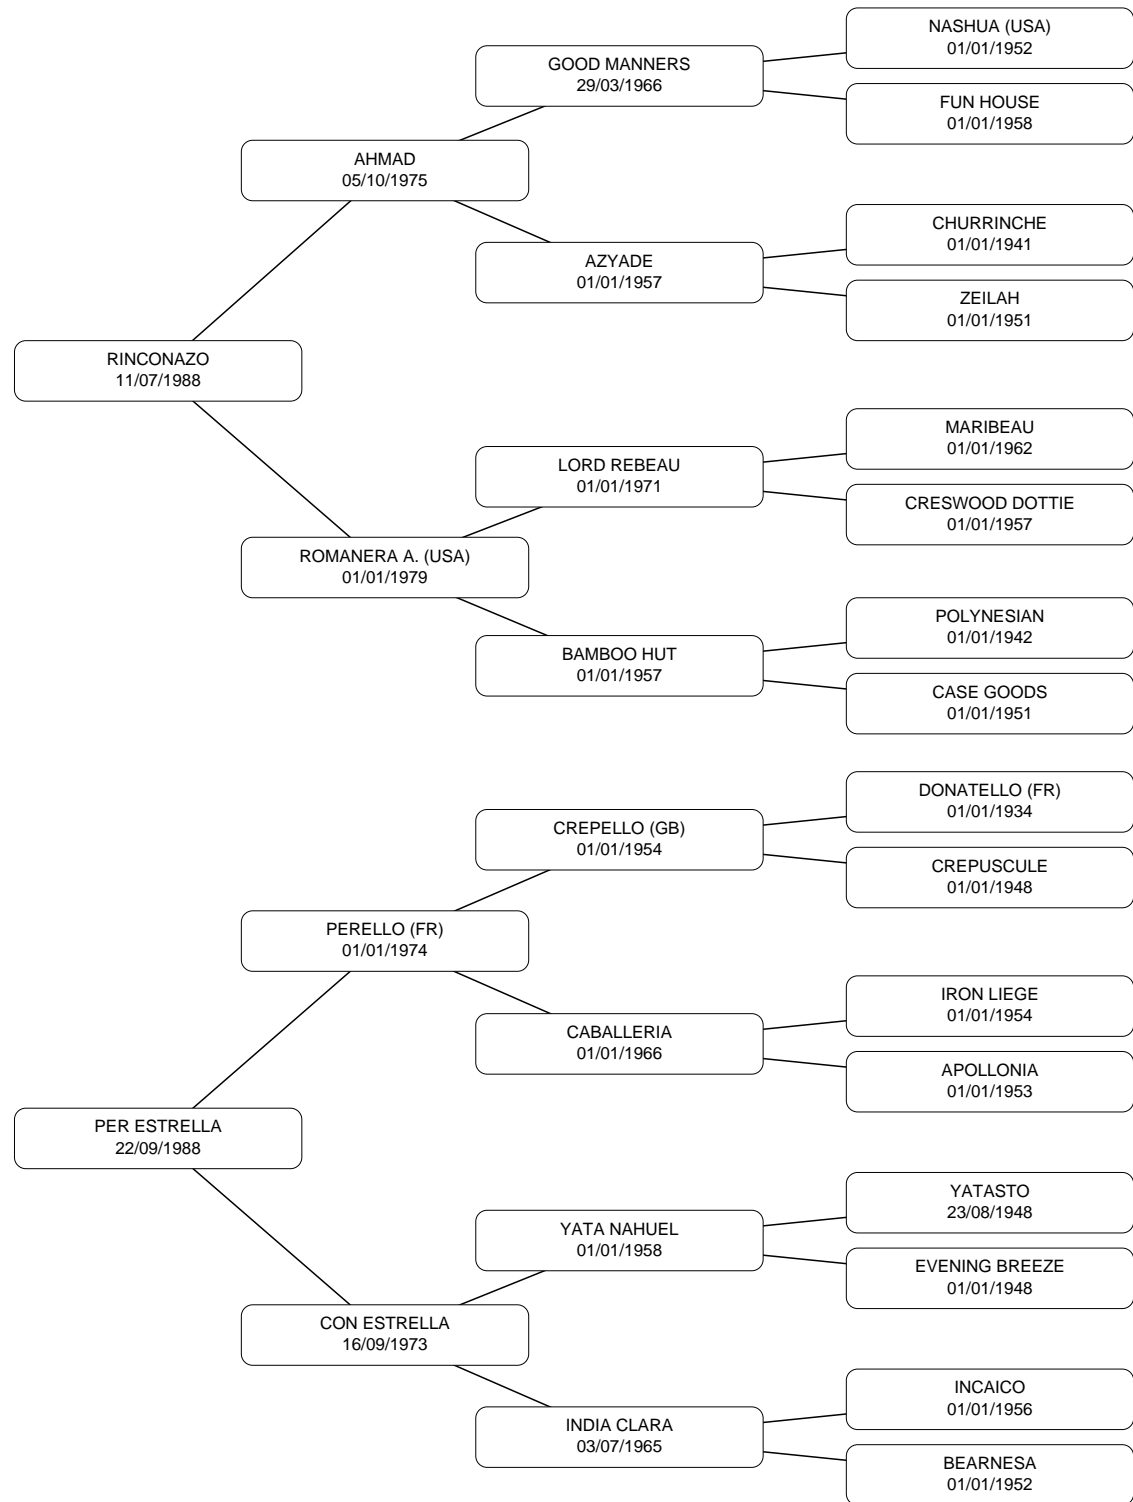 NASHUA (USA)
01/01/1952
GOOD MANNERS
29/03/1966
FUN HOUSE
01/01/1958
AHMAD
05/10/1975
CHURRINCHE
01/01/1941
AZYADE
01/01/1957
ZEILAH
01/01/1951
RINCONAZO
11/07/1988
MARIBEAU
01/01/1962
LORD REBEAU
01/01/1971
CRESWOOD DOTTIE
01/01/1957
ROMANERA A. (USA)
01/01/1979
POLYNESIAN
01/01/1942
BAMBOO HUT
01/01/1957
CASE GOODS
01/01/1951
DONATELLO (FR)
01/01/1934
CREPELLO (GB)
01/01/1954
CREPUSCULE
01/01/1948
PERELLO (FR)
01/01/1974
IRON LIEGE
01/01/1954
CABALLERIA
01/01/1966
APOLLONIA
01/01/1953
PER ESTRELLA
22/09/1988
YATASTO
23/08/1948
YATA NAHUEL
01/01/1958
EVENING BREEZE
01/01/1948
CON ESTRELLA
16/09/1973
INCAICO
01/01/1956
INDIA CLARA
03/07/1965
BEARNESA
01/01/1952